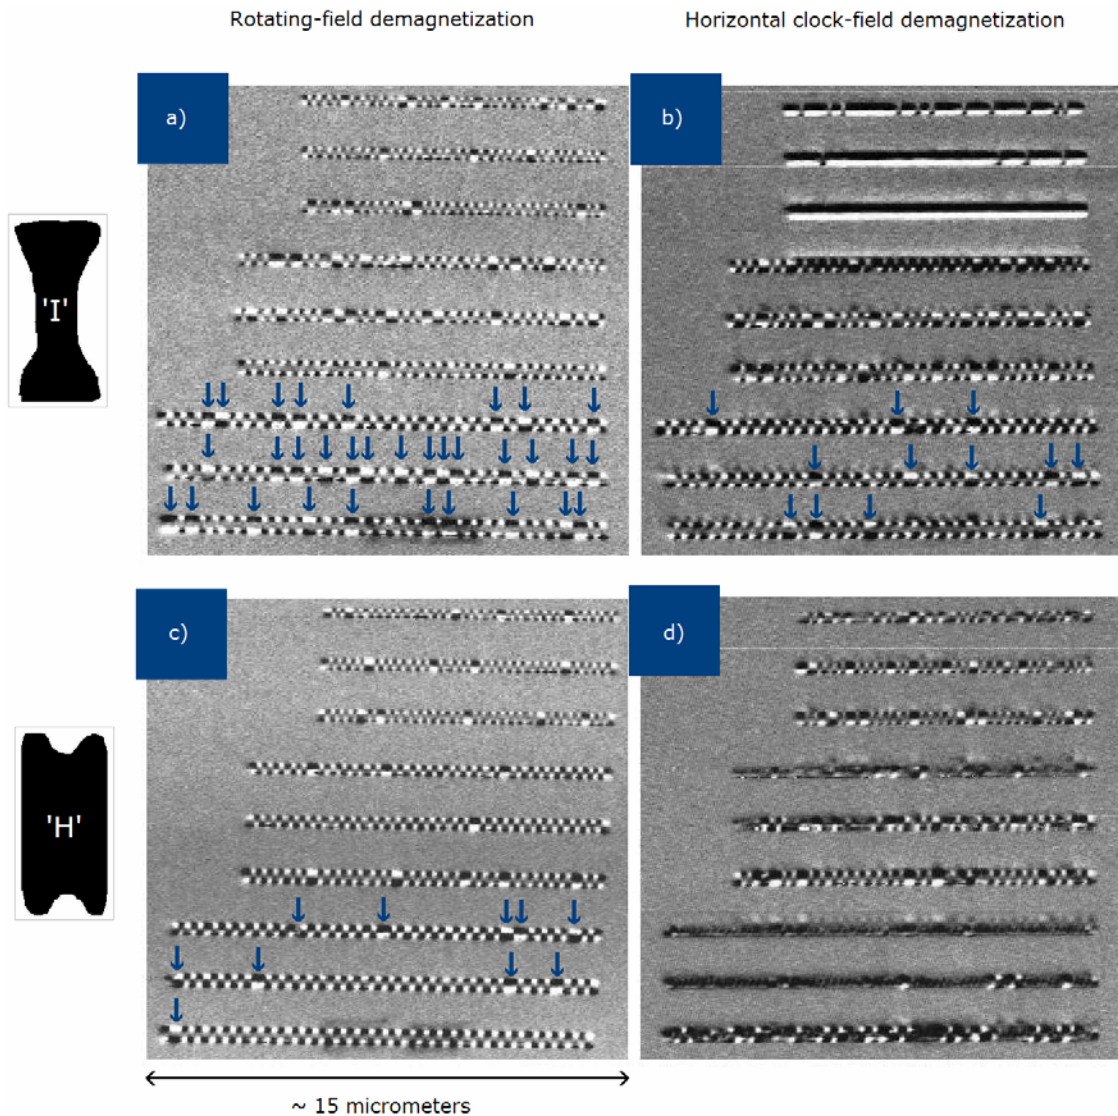 Rotating-field demagnetization
Horizontal clock-field demagnetization
a)
b)
'I'
c)
d)
'H'
~ 15 micrometers